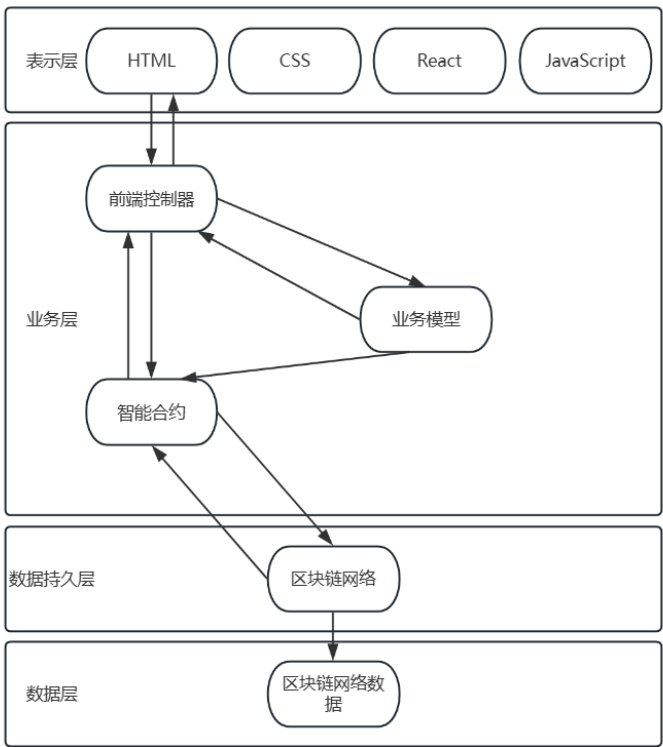 表示层
HTML
CSS
React
JavaScript
前端控制器
业务层
业务模型
智能合约
数据持久层
区块链网络
数据层
区块链网络数
据